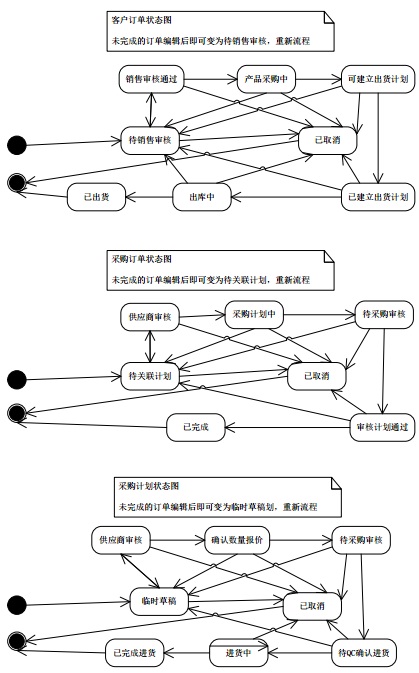 客户订单状态图
未完成的订单编辑后即可变为待销售审核，重新流程
销售审核通过
产品采购中
可建立出货计划
待销售审核
已取消
已出货
出库中
已建立出货计划
采购订单状态图
未完成的订单编辑后即可变为待关联计划，重新流程
供应商审核
采购计划中
待采购审核
待关联计划
已取消
已完成
审核计划通过
采购计划状态图
未完成的订单编辑后即可变为临时草稿划，重新流程
供应商审核
确认数量报价
待采购审核
临时草稿
已取消
已完成进货
进货中
待QC确认进货